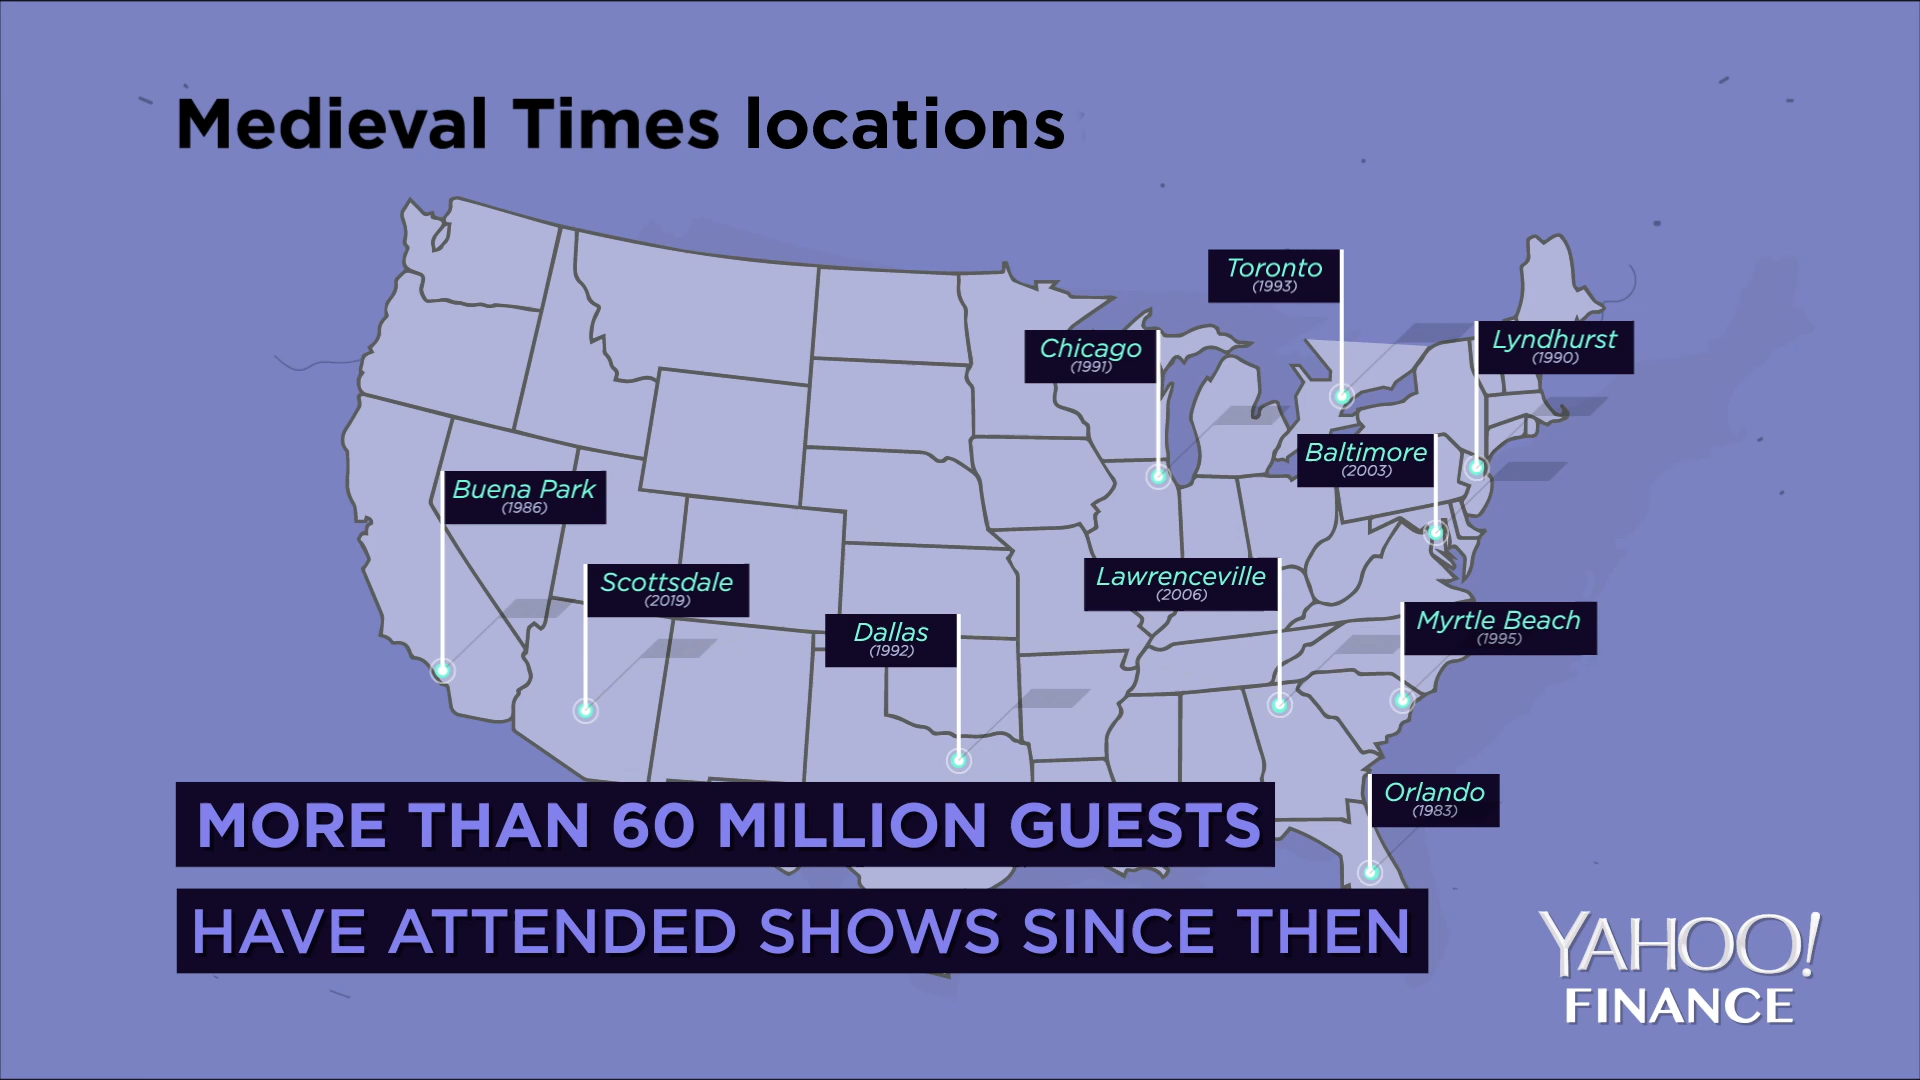 Medieval Times locations
Toronto
(1993)
Chicago
(1991)
Lyndhurst
(1990)
Baltimore
(2003)
Buena Park
(1986)
Scottsdale
(2019)
Lawrenceville
(2006)
Dallas
(1992)
Myrtle Beach
(1995)
Orlando
(1983)
MORE THAN 60 MILLION GUESTS
HAVE ATTENDED SHOWS SINCE THEN
YAHOO!
FINANCE